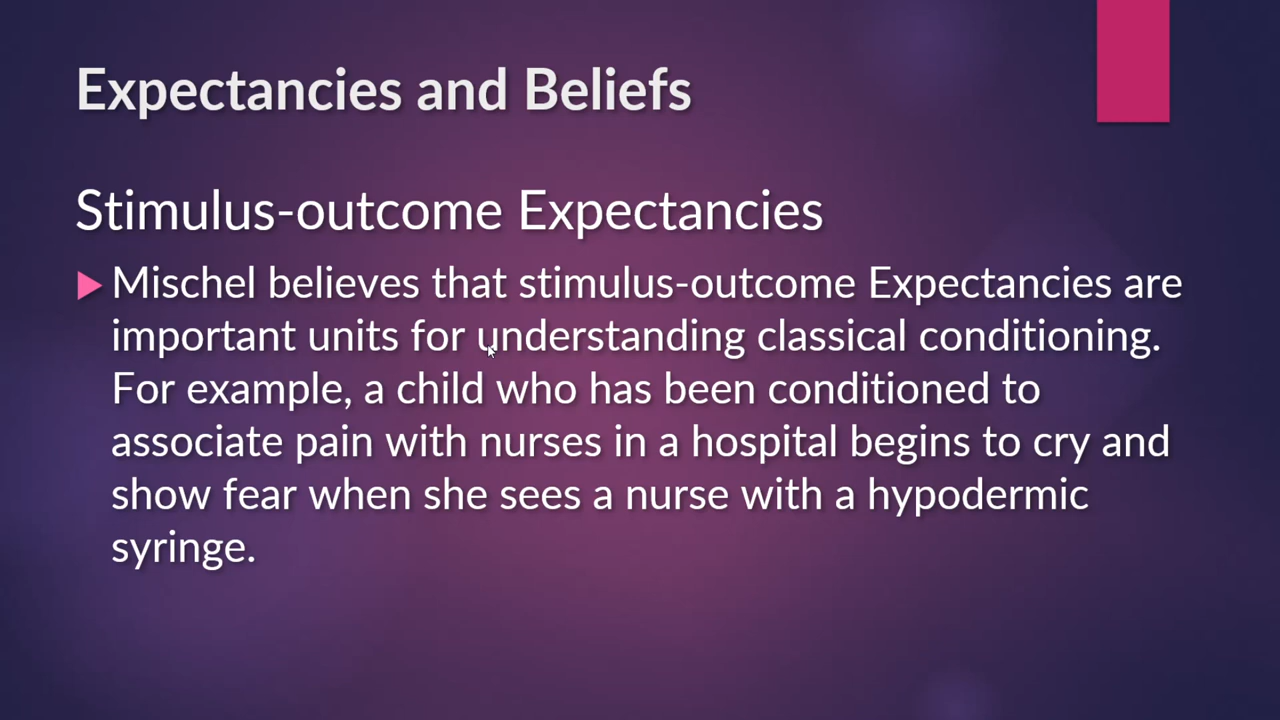 Expectancies and Beliefs
Stimulus-outcome Expectancies
Mischel believes that stimulus-outcome Expectancies are
important units for understanding classical conditioning.
For example, a child who has been conditioned to
associate pain with nurses in a hospital begins to cry and
show fear when she sees a nurse with a hypodermic
syringe.